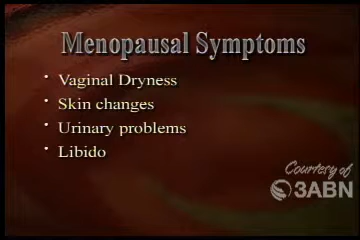 Menopausal Symptoms
• Vaginal Dryness
• Skin changes
• Urinary problems
• Libido
Courtesy of
3ABN